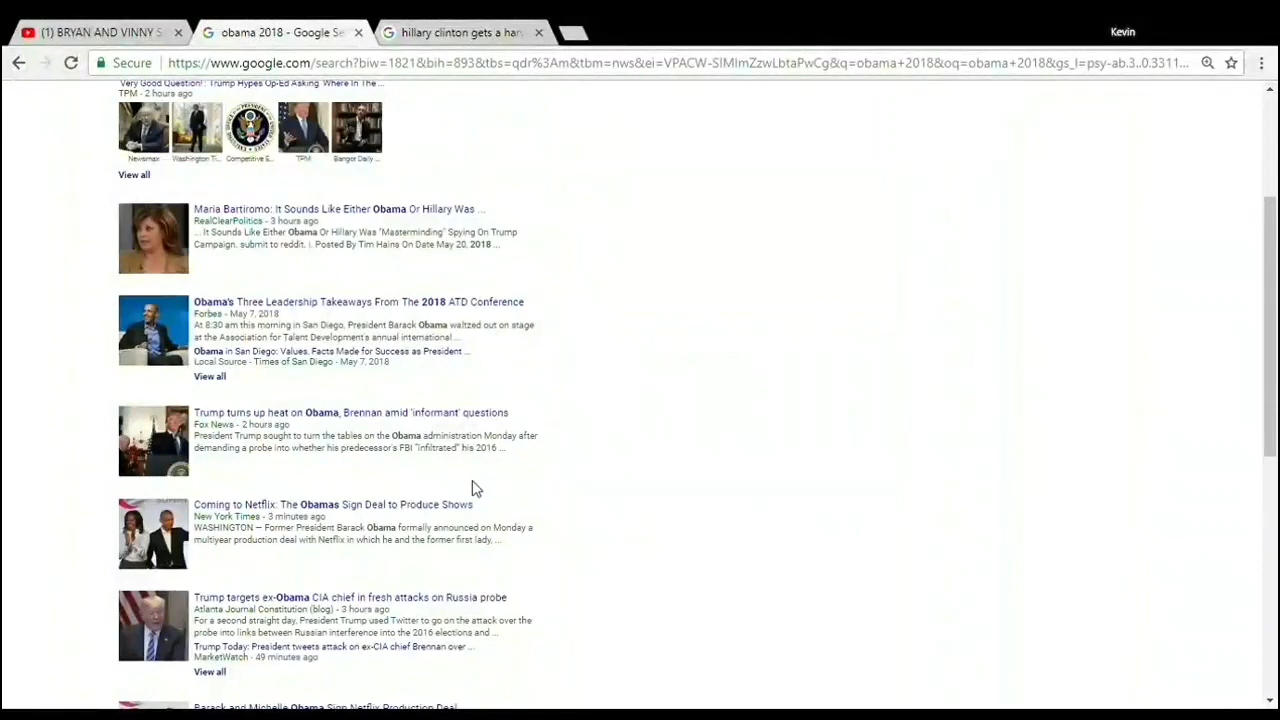 (1) BRYAN AND VINNY S
obama 2018 - Google Se
hillary clinton gets a har
Kevin
Secure
https://www.google.com/search?biw=1821&bih=893&tbs=qdr%3Am&tbm=nws&ei=VPACW-SIMImZzwLbtaPwCg&q=obama+2018&oq=obama+2018&gs_l=psy-ab.3..0.3311...
'Very Good Question!': Trump Hypes Op-Ed Asking 'Where In The ...
TPM - 2 hours ago
Newsmax
Washington Ti...
Competitive E...
TPM
Bangor Daily ...
View all
Maria Bartiromo: It Sounds Like Either Obama Or Hillary Was ...
RealClearPolitics - 3 hours ago
... It Sounds Like Either Obama Or Hillary Was "Masterminding" Spying On Trump
Campaign. submit to reddit. |. Posted By Tim Hains On Date May 20, 2018 ...
Obama's Three Leadership Takeaways From The 2018 ATD Conference
Forbes - May 7, 2018
At 8:30 am this morning in San Diego, President Barack Obama waltzed out on stage
at the Association for Talent Development's annual international ...
Obama in San Diego: Values, Facts Made for Success as President ...
Local Source - Times of San Diego - May 7, 2018
View all
Trump turns up heat on Obama, Brennan amid 'informant' questions
Fox News - 2 hours ago
President Trump sought to turn the tables on the Obama administration Monday after
demanding a probe into whether his predecessor's FBI "infiltrated" his 2016 ...
Coming to Netflix: The Obamas Sign Deal to Produce Shows
New York Times - 3 minutes ago
WASHINGTON — Former President Barack Obama formally announced on Monday a
multiyear production deal with Netflix in which he and the former first lady, ...
Trump targets ex-Obama CIA chief in fresh attacks on Russia probe
Atlanta Journal Constitution (blog) - 3 hours ago
For a second straight day, President Trump used Twitter to go on the attack over the
probe into links between Russian interference into the 2016 elections and ...
Trump Today: President tweets attack on ex-CIA chief Brennan over ...
MarketWatch - 49 minutes ago
View all
Barack and Michelle Obama Sign Netflix Production Deal